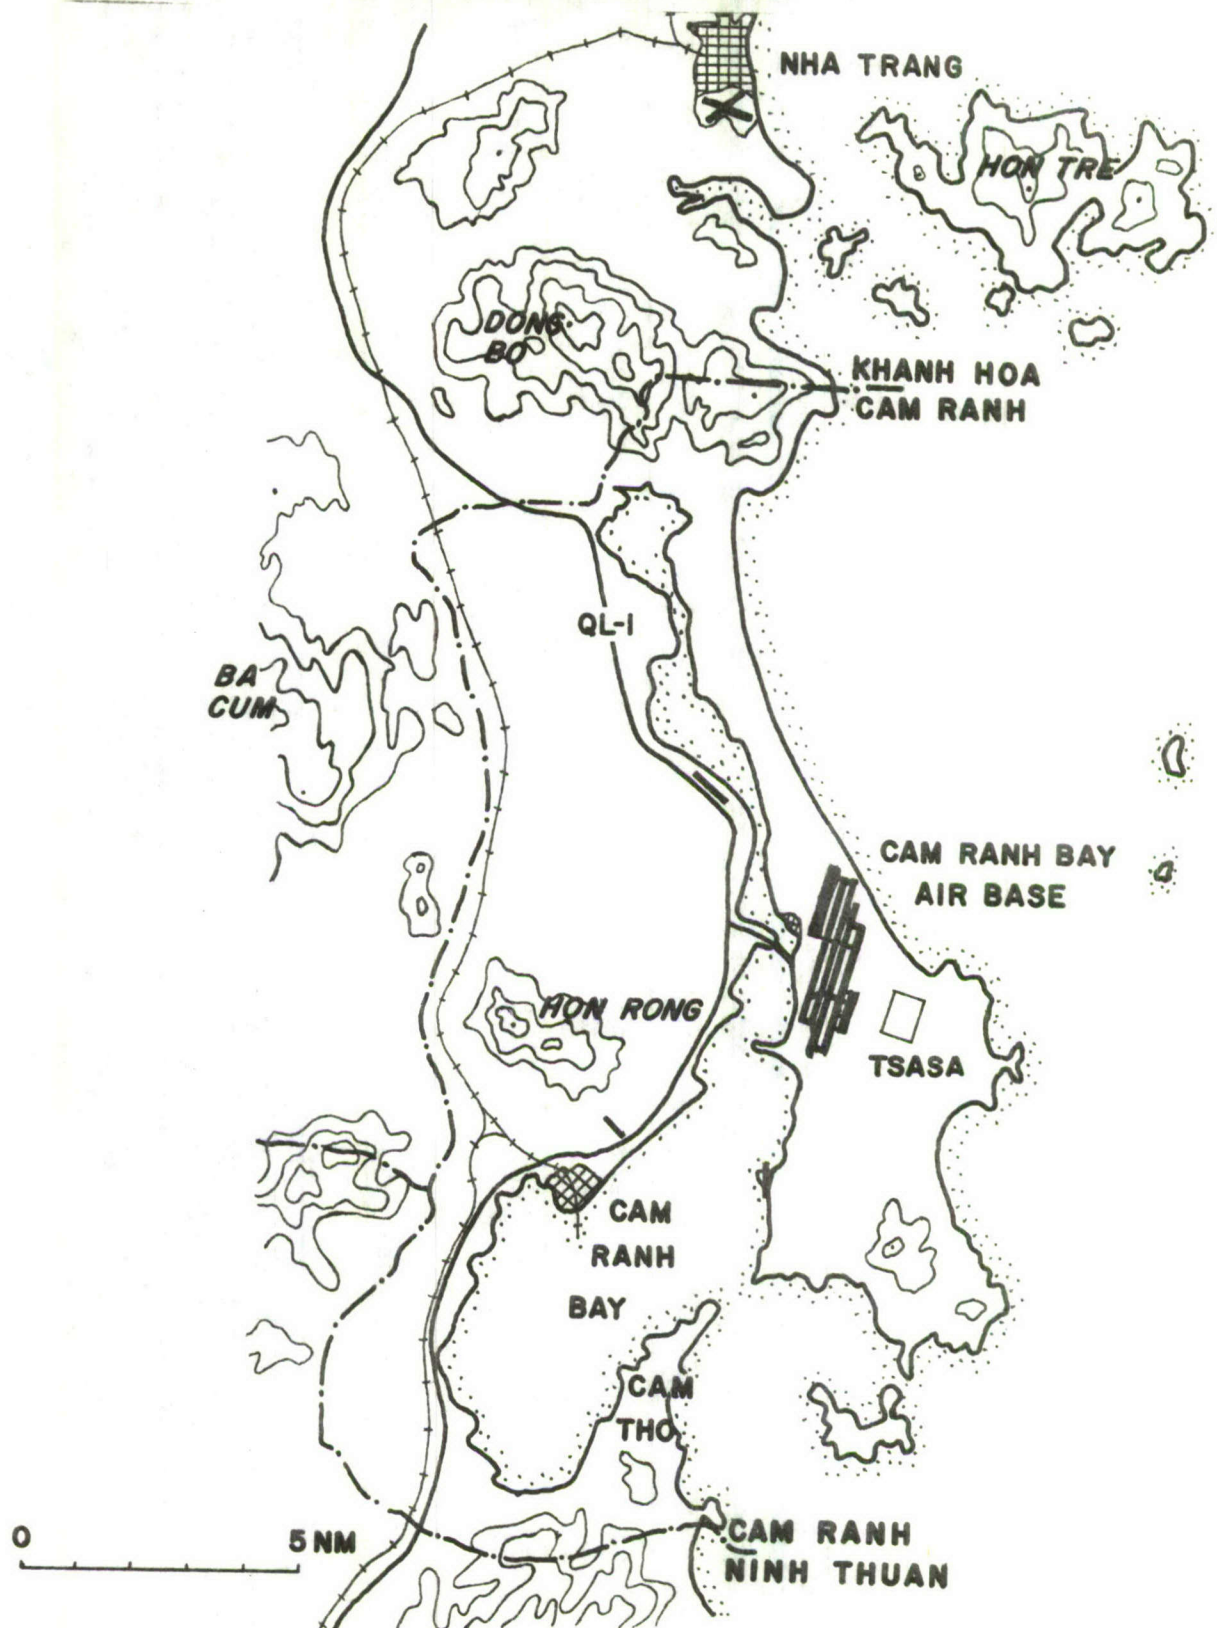 NHA TRANG
HON TRE
DONG
BO
KHANH HOA
CAM RANH
QL-1
BA
CUM
CAM RANH BAY
AIR BASE
HON RONG
TSASA
CAM
RANH
BAY
CAM
THO
0 5 NM
CAM RANH
NINH THUAN